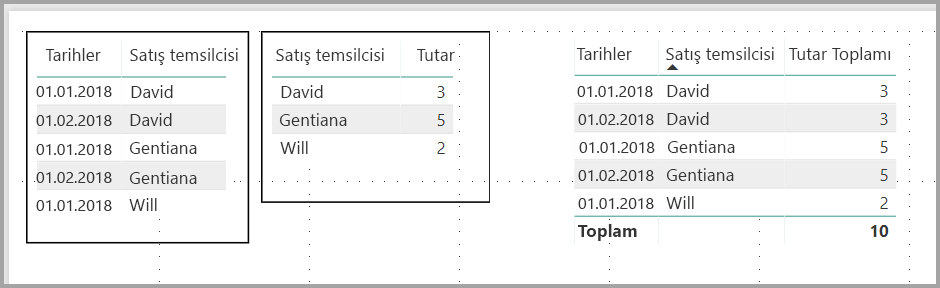 Tarihler Satış temsilcisi
01.01.2018 David
01.02.2018 David
01.01.2018 Gentiana
01.02.2018 Gentiana
01.01.2018 Will
Satış temsilcisi Tutar
David 3
Gentiana 5
Will 2
Tarihler Satış temsilcisi Tutar Toplamı
01.01.2018 David 3
01.02.2018 David 3
01.01.2018 Gentiana 5
01.02.2018 Gentiana 5
01.01.2018 Will 2
Toplam 10